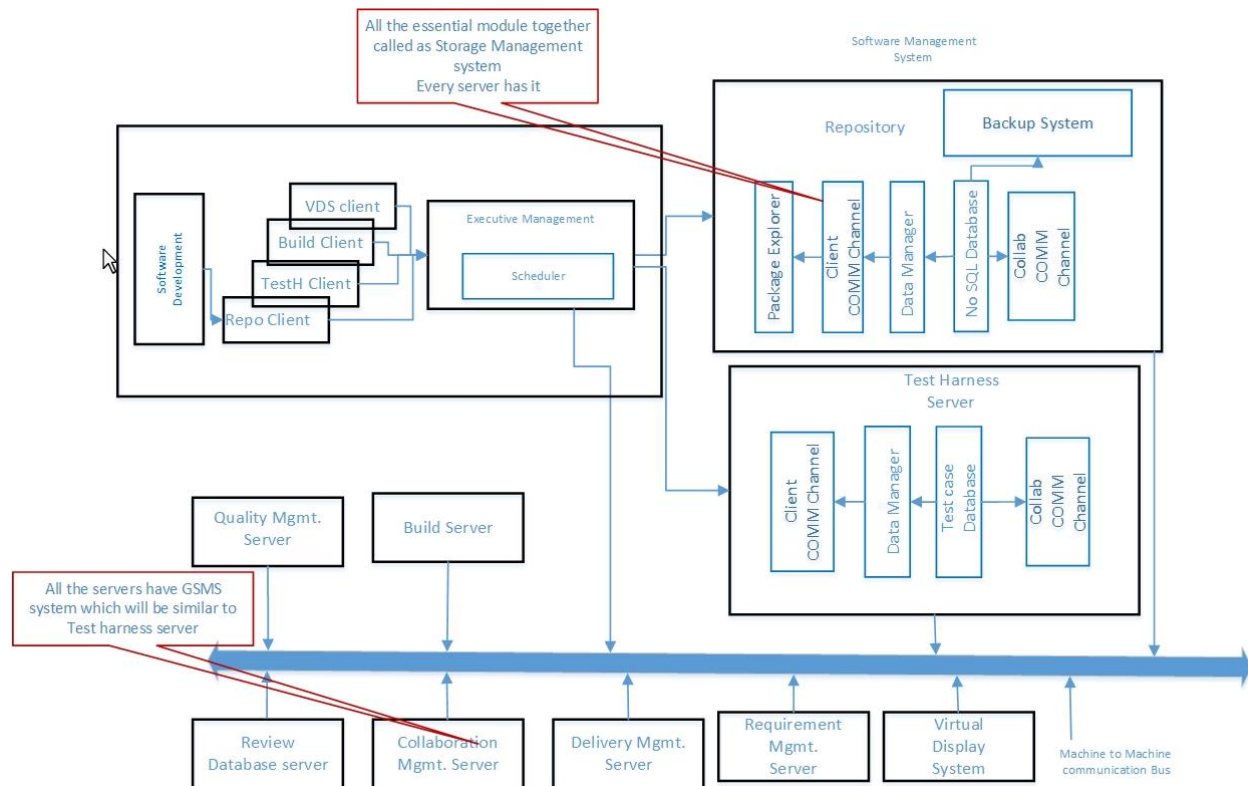 All the essential module together
called as Storage Management
system
Every server has it
Software Management
System
Repository
Backup System
Package Explorer
Client
COMM Channel
Data Manager
No SQL Database
Collab
COMM
Channel
Software
Development
VDS client
Build Client
TestH Client
Repo Client
Executive Management
Scheduler
Test Harness
Server
Client
COMM Channel
Data Manager
Test case
Database
Collab
COMM
Channel
Quality Mgmt.
Server
Build Server
All the servers have GSMS
system which will be similar to
Test harness server
Review
Database server
Collaboration
Mgmt. Server
Delivery Mgmt.
Server
Requirement
Mgmt.
Server
Virtual
Display
System
Machine to Machine
communication Bus